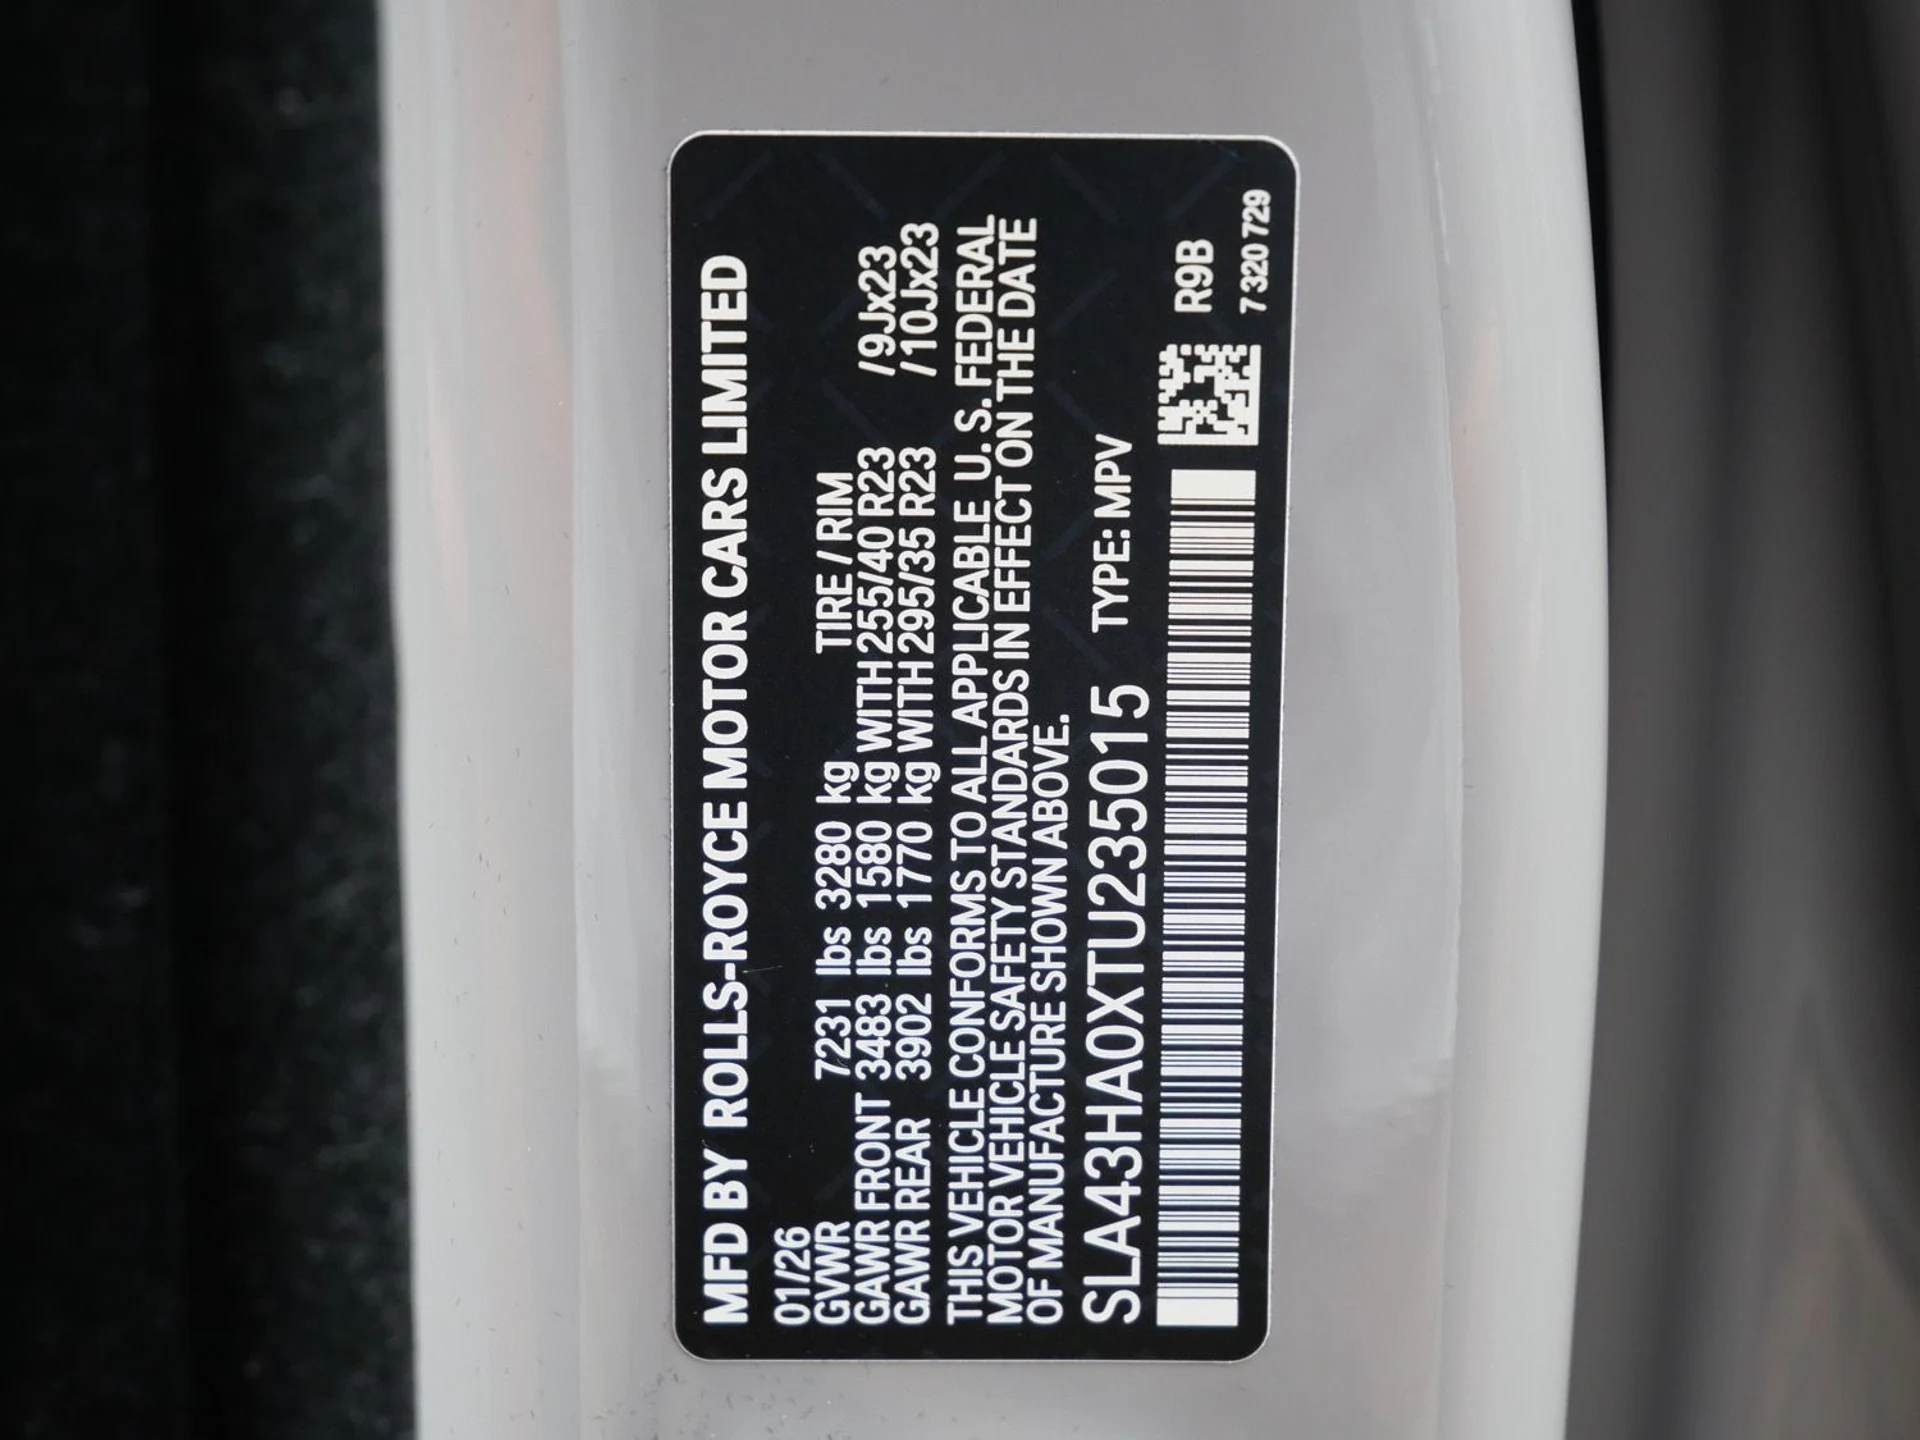 MFD BY ROLLS-ROYCE MOTOR CARS LIMITED
01/26
GVWR 7231 lbs 3280 kg TIRE / RIM
GAWR FRONT 3483 lbs 1580 kg WITH 255/40 R23 /9Jx23
GAWR REAR 3902 lbs 1770 kg WITH 295/35 R23 /10Jx23
THIS VEHICLE CONFORMS TO ALL APPLICABLE U.S. FEDERAL
MOTOR VEHICLE SAFETY STANDARDS IN EFFECT ON THE DATE
OF MANUFACTURE SHOWN ABOVE.
SLA43HA0XTU235015 TYPE: MPV
R9B
7 320 729